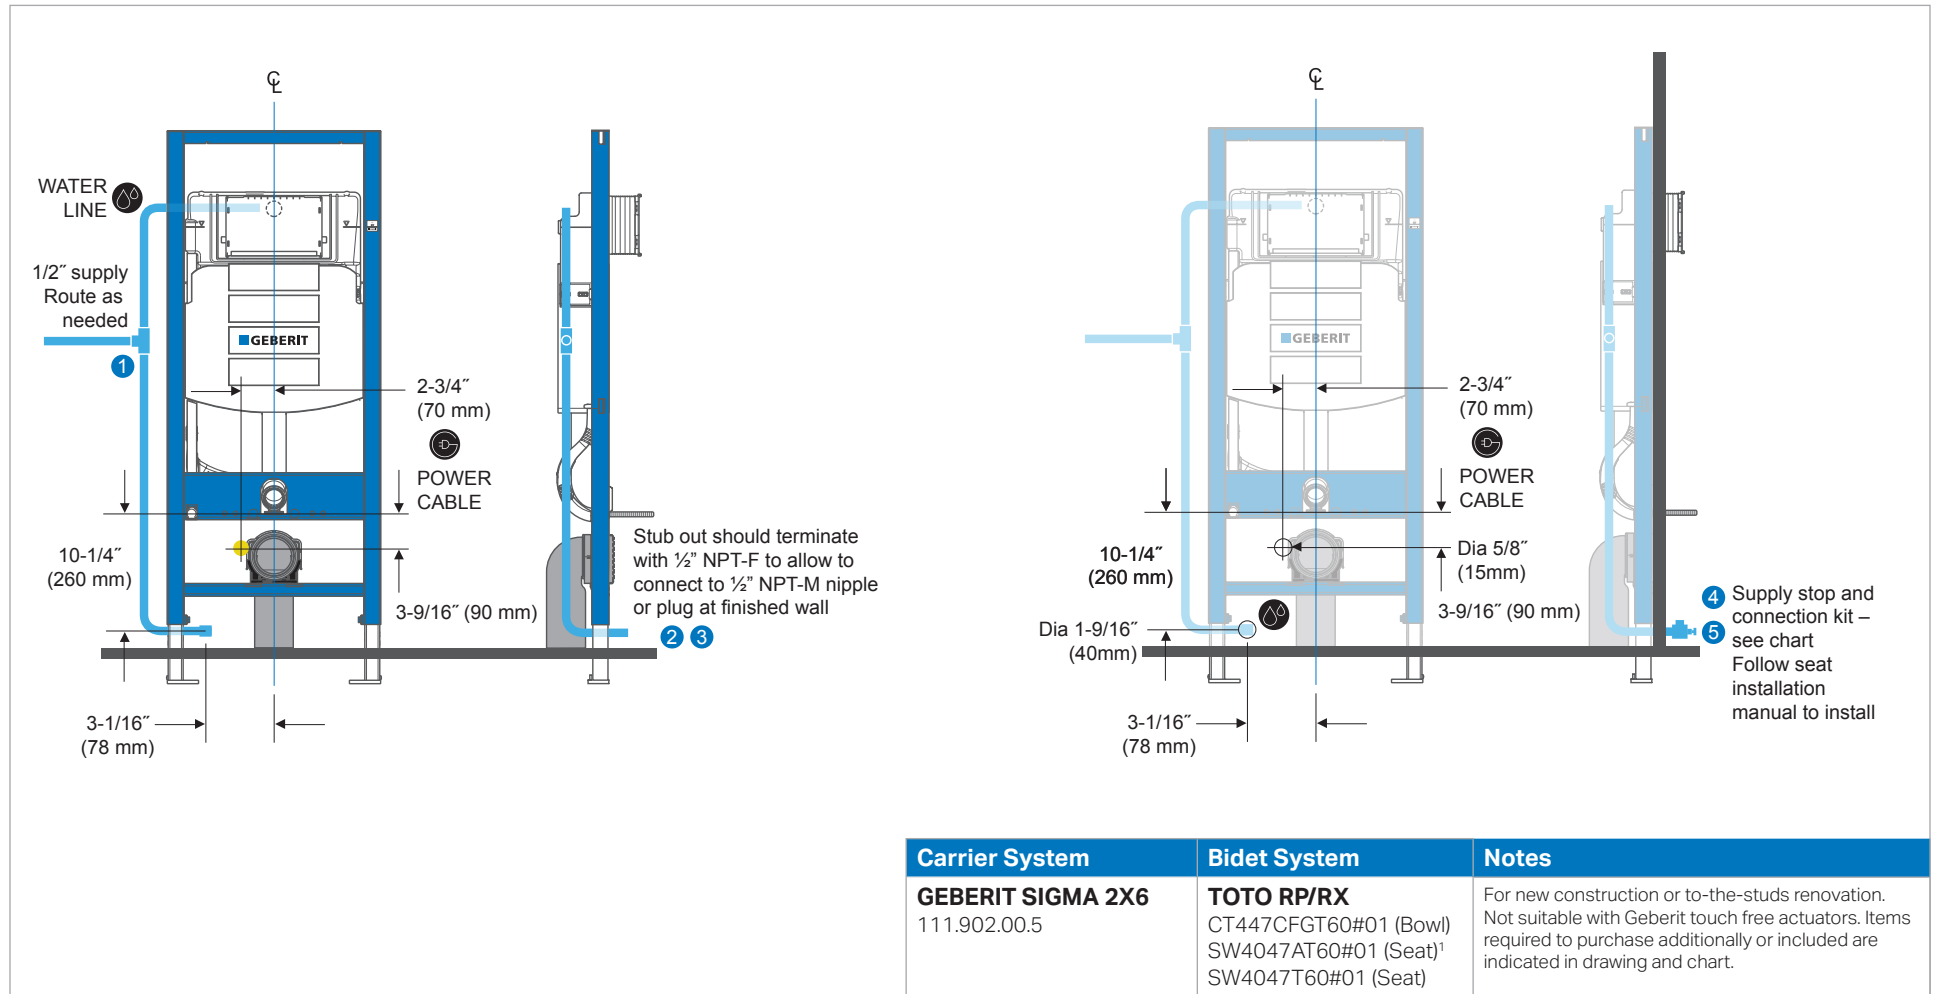 ℄
WATER
LINE
1/2˝ supply
Route as
needed
1
GEBERIT
2-3/4˝
(70 mm)
POWER
CABLE
10-1/4˝
(260 mm)
3-9/16˝ (90 mm)
3-1/16˝
(78 mm)
Stub out should terminate
with ½” NPT-F to allow to
connect to ½” NPT-M nipple
or plug at finished wall
2 3
℄
GEBERIT
2-3/4˝
(70 mm)
POWER
CABLE
10-1/4˝
(260 mm)
Dia 5/8˝
(15mm)
3-9/16˝ (90 mm)
Dia 1-9/16˝
(40mm)
3-1/16˝
(78 mm)
4 Supply stop and
5 connection kit –
see chart
Follow seat
installation
manual to install
Carrier System Bidet System Notes
GEBERIT SIGMA 2X6
111.902.00.5
TOTO RP/RX
CT447CFGT60#01 (Bowl)
SW4047AT60#01 (Seat)¹
SW4047T60#01 (Seat)
For new construction or to-the-studs renovation.
Not suitable with Geberit touch free actuators. Items
required to purchase additionally or included are
indicated in drawing and chart.